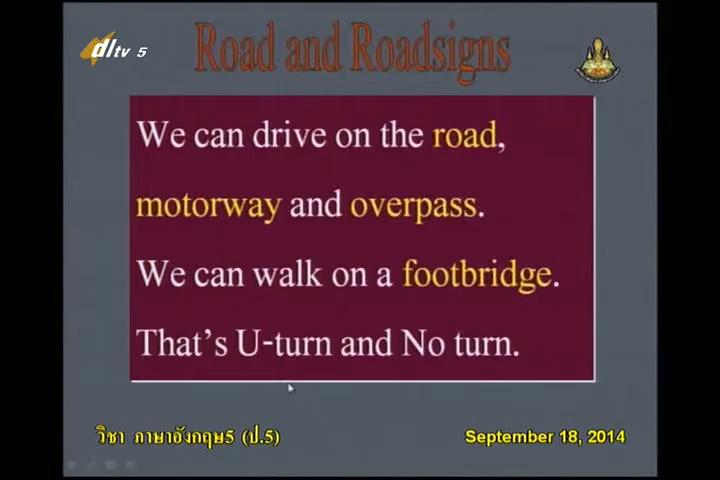 dltv 5
Road and Roadsigns
We can drive on the road,
motorway and overpass.
We can walk on a footbridge.
That's U-turn and No turn.
วิชา ภาษาอังกฤษ5 (ป.5)
September 18, 2014